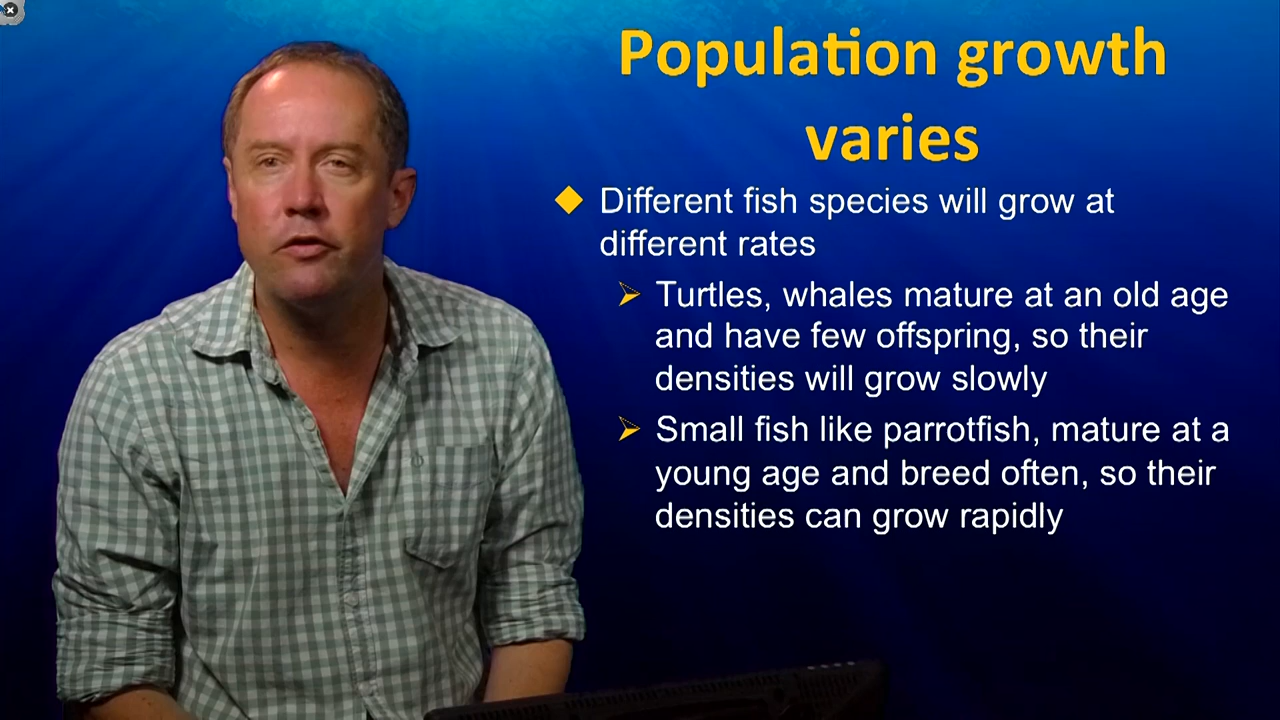 Population growth
varies
Different fish species will grow at
different rates
Turtles, whales mature at an old age
and have few offspring, so their
densities will grow slowly
Small fish like parrotfish, mature at a
young age and breed often, so their
densities can grow rapidly